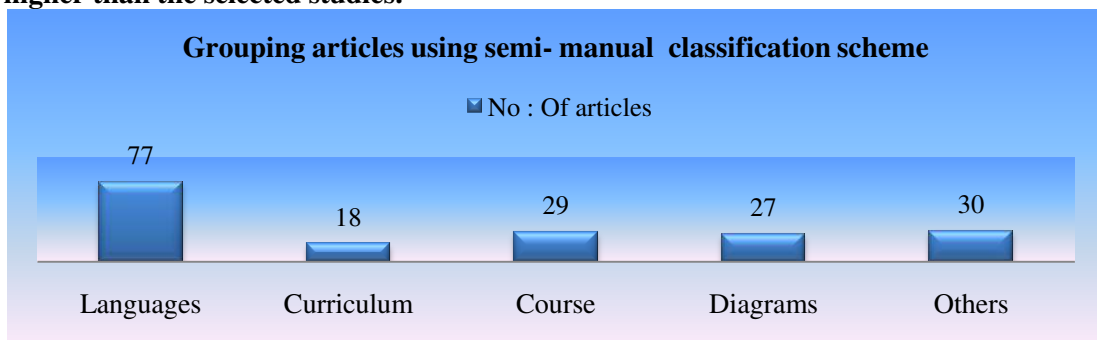 higher than the selected studies.
Grouping articles using semi- manual classification scheme
No : Of articles
77
18
29
27
30
Languages
Curriculum
Course
Diagrams
Others